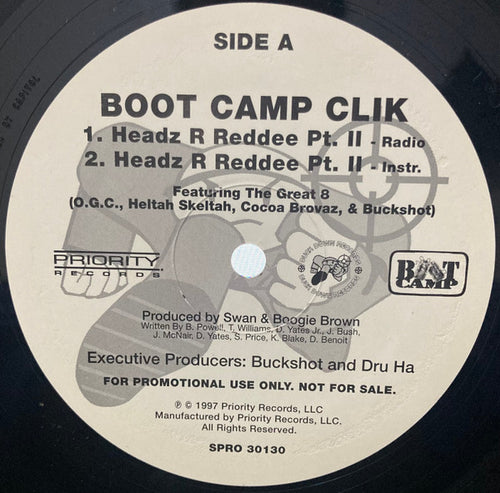 SIDE A
BOOT CAMP CLIK
1. Headz R Reddee Pt. II - Radio
2. Headz R Reddee Pt. II - Instr.
Featuring The Great 8
(O.G.C., Heltah Skeltah, Cocoa Brovaz, & Buckshot)
PRIORITY
RECORDS
BOOT
CAMP
Produced by Swan & Boogie Brown
Written By B. Powell, T. Williams, D. Yates Jr., J. Bush,
J. McNair, D. Yates, S. Price, K. Blake, D. Benoit
Executive Producers: Buckshot and Dru Ha
FOR PROMOTIONAL USE ONLY. NOT FOR SALE.
℗ © 1997 Priority Records, LLC
Manufactured by Priority Records, LLC.
All Rights Reserved.
SPRO 30130